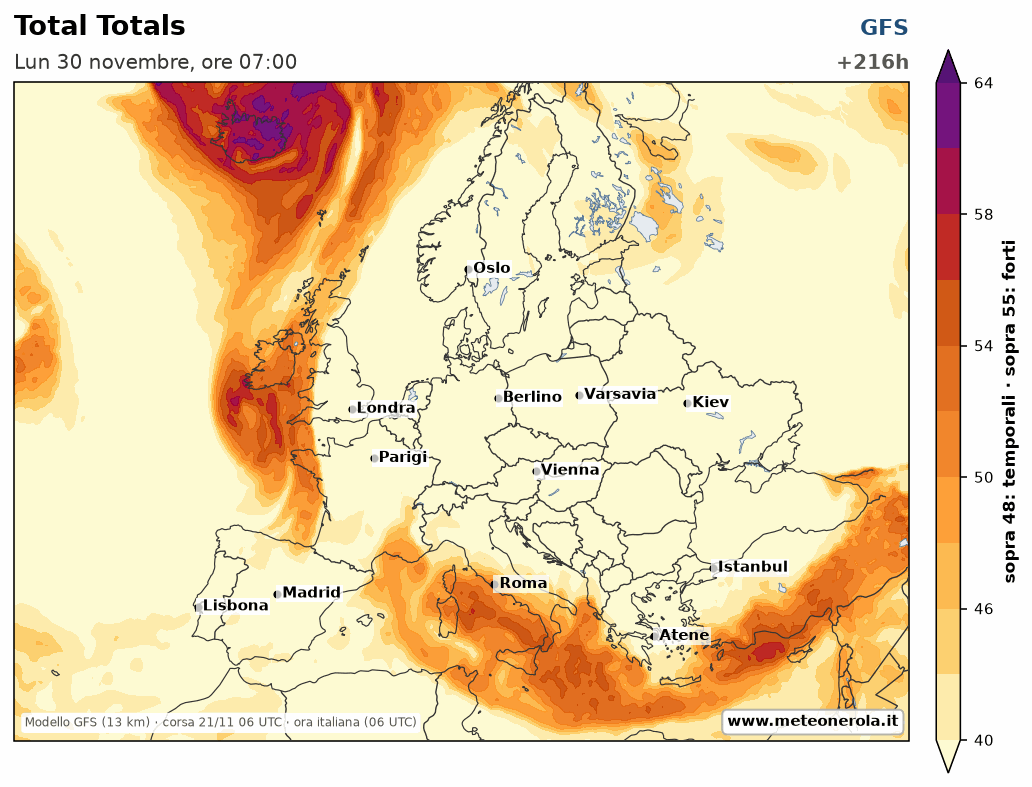 Total Totals
GFS
Lun 30 novembre, ore 07:00
+216h
64
58
54
50
46
40
sopra 48: temporali · sopra 55: forti
Oslo
Berlino
Varsavia
Kiev
Londra
Parigi
Vienna
Istanbul
Roma
Madrid
Lisbona
Atene
Modello GFS (13 km) · corsa 21/11 06 UTC · ora italiana (06 UTC)
www.meteonerola.it